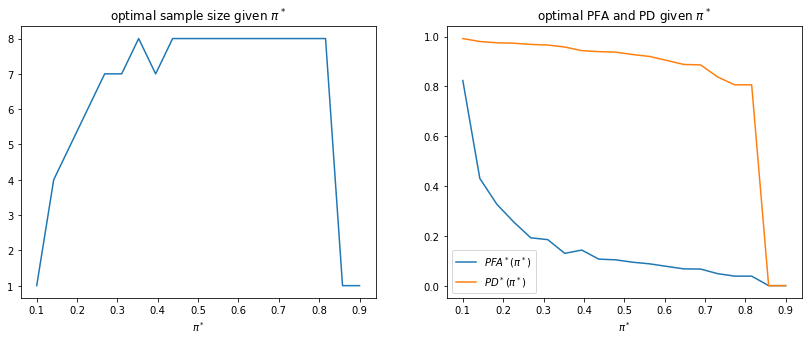 optimal sample size given π*
8
7
6
5
4
3
2
1
0.1 0.2 0.3 0.4 0.5 0.6 0.7 0.8 0.9
π*
optimal PFA and PD given π*
1.0
0.8
0.6
0.4
0.2
0.0
PFA*(π*)
PD*(π*)
0.1 0.2 0.3 0.4 0.5 0.6 0.7 0.8 0.9
π*